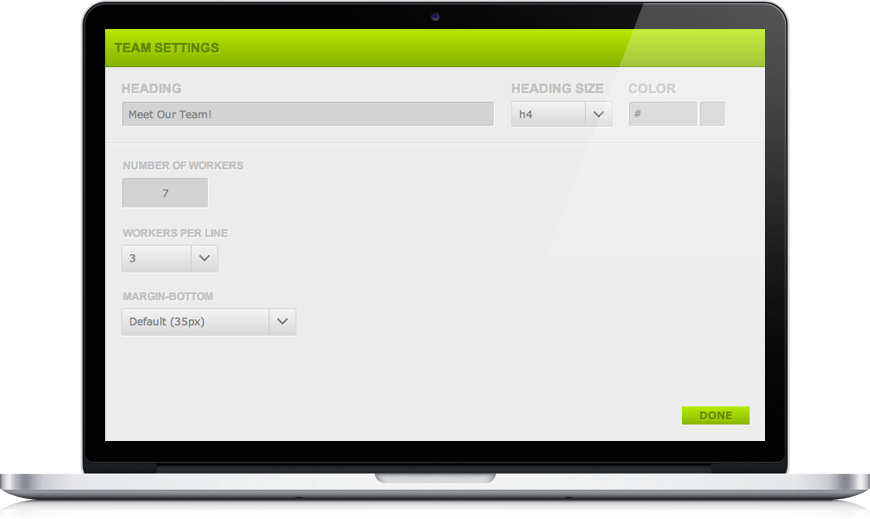 TEAM SETTINGS
HEADING HEADING SIZE COLOR
Meet Our Team! h4 #
NUMBER OF WORKERS
7
WORKERS PER LINE
3
MARGIN-BOTTOM
Default (35px)
DONE